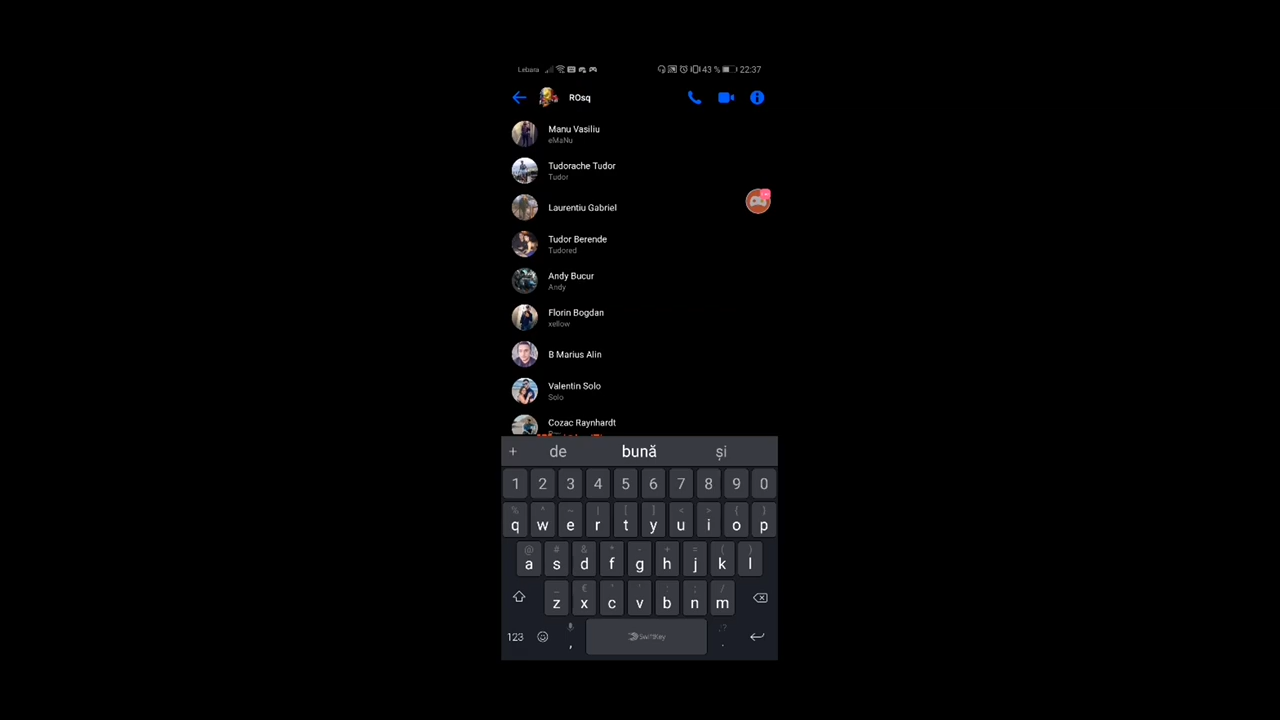 Lebara 43 % 22:37
ROsq
Manu Vasiliu
eMaNu
Tudorache Tudor
Tudor
Laurentiu Gabriel
Tudor Berende
Tudored
Andy Bucur
Andy
Florin Bogdan
xellow
B Marius Alin
Valentin Solo
Solo
Cozac Raynhardt
+ de bună și
1 2 3 4 5 6 7 8 9 0
% ^ ~ | [ ] < > { }
q w e r t y u i o p
@ # & * - + = ( )
a s d f g h j k l
_ € " ' : ; /
z x c v b n m
123 , SwiftKey .